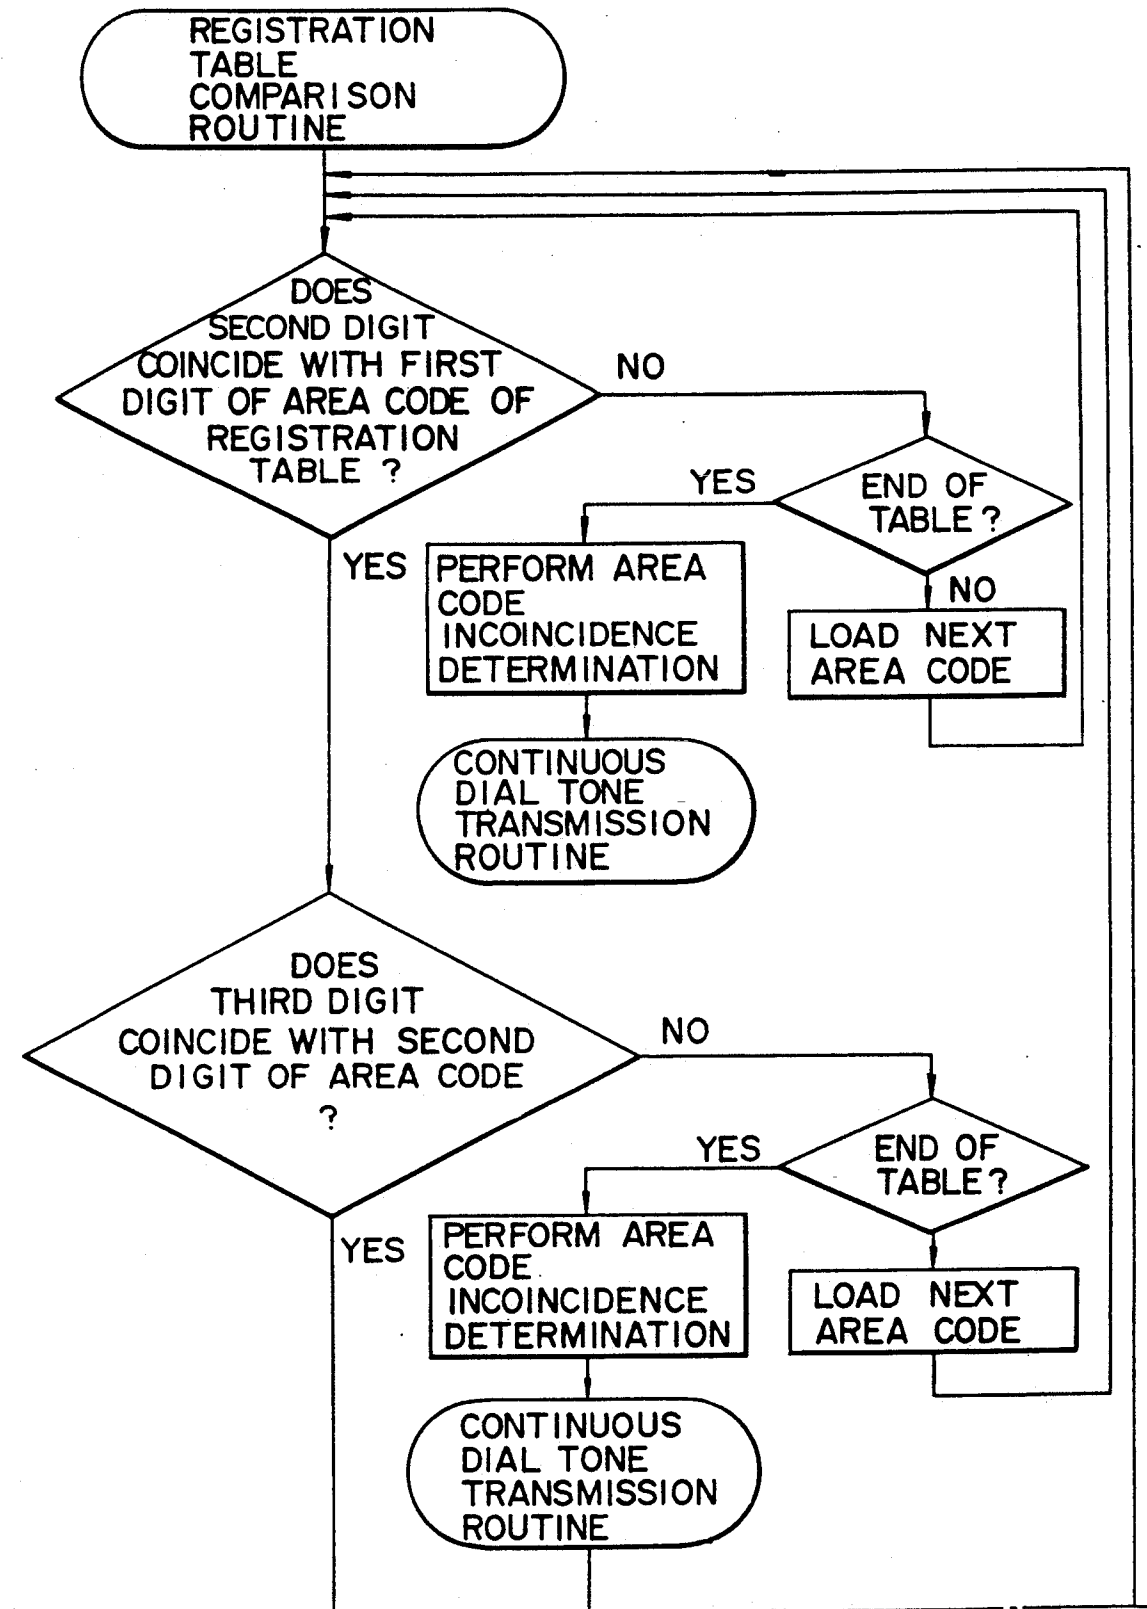 REGISTRATION
TABLE
COMPARISON
ROUTINE
DOES
SECOND DIGIT
COINCIDE WITH FIRST
DIGIT OF AREA CODE OF
REGISTRATION
TABLE ?
NO
YES
END OF
TABLE ?
YES
NO
PERFORM AREA
CODE
INCOINCIDENCE
DETERMINATION
LOAD NEXT
AREA CODE
CONTINUOUS
DIAL TONE
TRANSMISSION
ROUTINE
DOES
THIRD DIGIT
COINCIDE WITH SECOND
DIGIT OF AREA CODE
?
NO
YES
END OF
TABLE ?
YES
PERFORM AREA
CODE
INCOINCIDENCE
DETERMINATION
LOAD NEXT
AREA CODE
CONTINUOUS
DIAL TONE
TRANSMISSION
ROUTINE